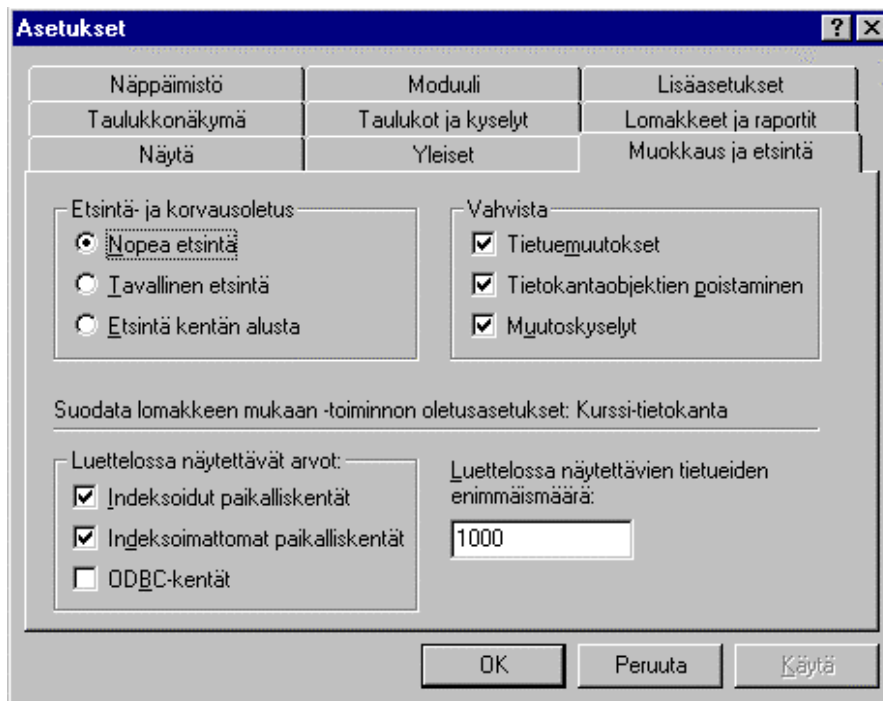 Asetukset
Näppäimistö
Moduuli
Lisäasetukset
Taulukkonäkymä
Taulukot ja kyselyt
Lomakkeet ja raportit
Näytä
Yleiset
Muokkaus ja etsintä
Etsintä- ja korvausoletus
Nopea etsintä
Tavallinen etsintä
Etsintä kentän alusta
Vahvista
Tietuemuutokset
Tietokantaobjektien poistaminen
Muutoskyselyt
Suodata lomakkeen mukaan -toiminnon oletusasetukset: Kurssi-tietokanta
Luettelossa näytettävät arvot:
Indeksoidut paikalliskentät
Indeksoimattomat paikalliskentät
ODBC-kentät
Luettelossa näytettävien tietueiden
enimmäismäärä:
1000
OK
Peruuta
Käytä